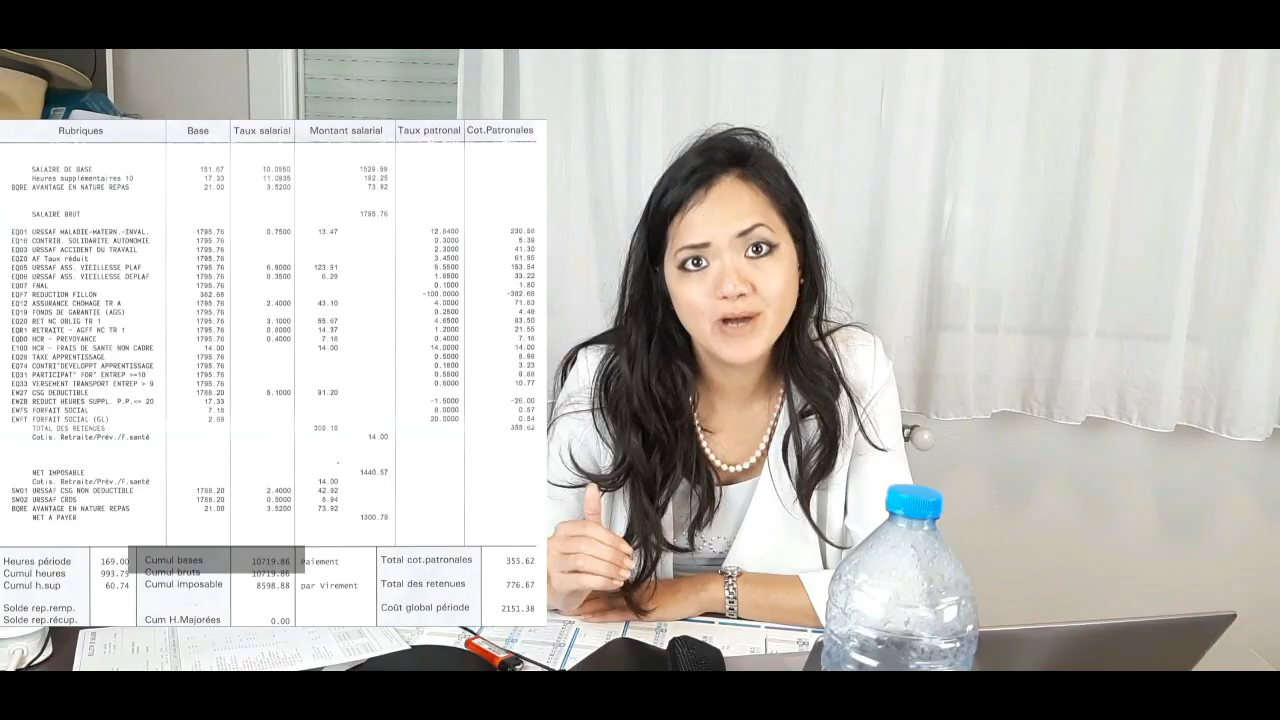 Rubriques Base Taux salarial Montant salarial Taux patronal Cot.Patronales
SALAIRE DE BASE 151.67 10.0850 1529.59
Heures supplémentaires 10 17.33 11.0935 192.25
BQRE AVANTAGE EN NATURE REPAS 21.00 3.5200 73.92
SALAIRE BRUT 1795.76
EQ01 URSSAF MALADIE-MATERN.-INVAL. 1795.76 0.7500 13.47 12.8400 230.58
EQ16 CONTRIB. SOLIDARITE AUTONOMIE 1795.76 0.3000 5.39
EQ03 URSSAF ACCIDENT DU TRAVAIL 1795.76 2.3000 41.30
EQZ0 AF Taux réduit 1795.76 3.4500 61.95
EQ05 URSSAF ASS. VIEILLESSE PLAF 1795.76 6.9000 123.91 8.5500 153.54
EQ06 URSSAF ASS. VIEILLESSE DEPLAF 1795.76 0.3500 6.29 1.8500 33.22
EQ07 FNAL 1795.76 0.1000 1.80
EQF7 REDUCTION FILLON 382.68 -100.0000 -382.68
EQ12 ASSURANCE CHOMAGE TR A 1795.76 2.4000 43.10 4.0000 71.83
EQ19 FONDS DE GARANTIE (AGS) 1795.76 0.2500 4.49
EQ20 RET NC OBLIG TR 1 1795.76 3.1000 55.67 4.6500 83.50
EQR1 RETRAITE - AGFF NC TR 1 1795.76 0.8000 14.37 1.2000 21.55
EQD0 HCR - PREVOYANCE 1795.76 0.4000 7.18 0.4000 7.18
E100 HCR - FRAIS DE SANTE NON CADRE 14.00 14.00 14.0000 14.00
EQ28 TAXE APPRENTISSAGE 1795.76 0.5000 8.98
EQ74 CONTRI°DEVELOPPT APPRENTISSAGE 1795.76 0.1800 3.23
EQ31 PARTICIPAT° FOR° ENTREP >=10 1795.76 0.5500 9.88
EQ33 VERSEMENT TRANSPORT ENTREP > 9 1795.76 0.6000 10.77
EW27 CSG DEDUCTIBLE 1788.20 5.1000 91.20
EWZB REDUCT HEURES SUPPL. P.P.<= 20 17.33 -1.5000 -26.00
EWFS FORFAIT SOCIAL 7.18 8.0000 0.57
EWFT FORFAIT SOCIAL (GL) 2.69 20.0000 0.54
TOTAL DES RETENUES 369.19 355.62
Cotis. Retraite/Prév./F.santé 14.00
NET IMPOSABLE 1440.57
Cotis. Retraite/Prév./F.santé 14.00
SW01 URSSAF CSG NON DEDUCTIBLE 1788.20 2.4000 42.92
SW02 URSSAF CRDS 1788.20 0.5000 8.94
BQRE AVANTAGE EN NATURE REPAS 21.00 3.5200 73.92
NET A PAYER 1300.79
Heures période 169.00 Cumul bases 10719.86 Paiement Total cot.patronales 355.62
Cumul heures 993.75 Cumul bruts 10719.86
Cumul h.sup 60.74 Cumul imposable 8598.88 par Virement Total des retenues 776.67
Solde rep.remp. Coût global période 2151.38
Solde rep.récup. Cum H.Majorées 0.00